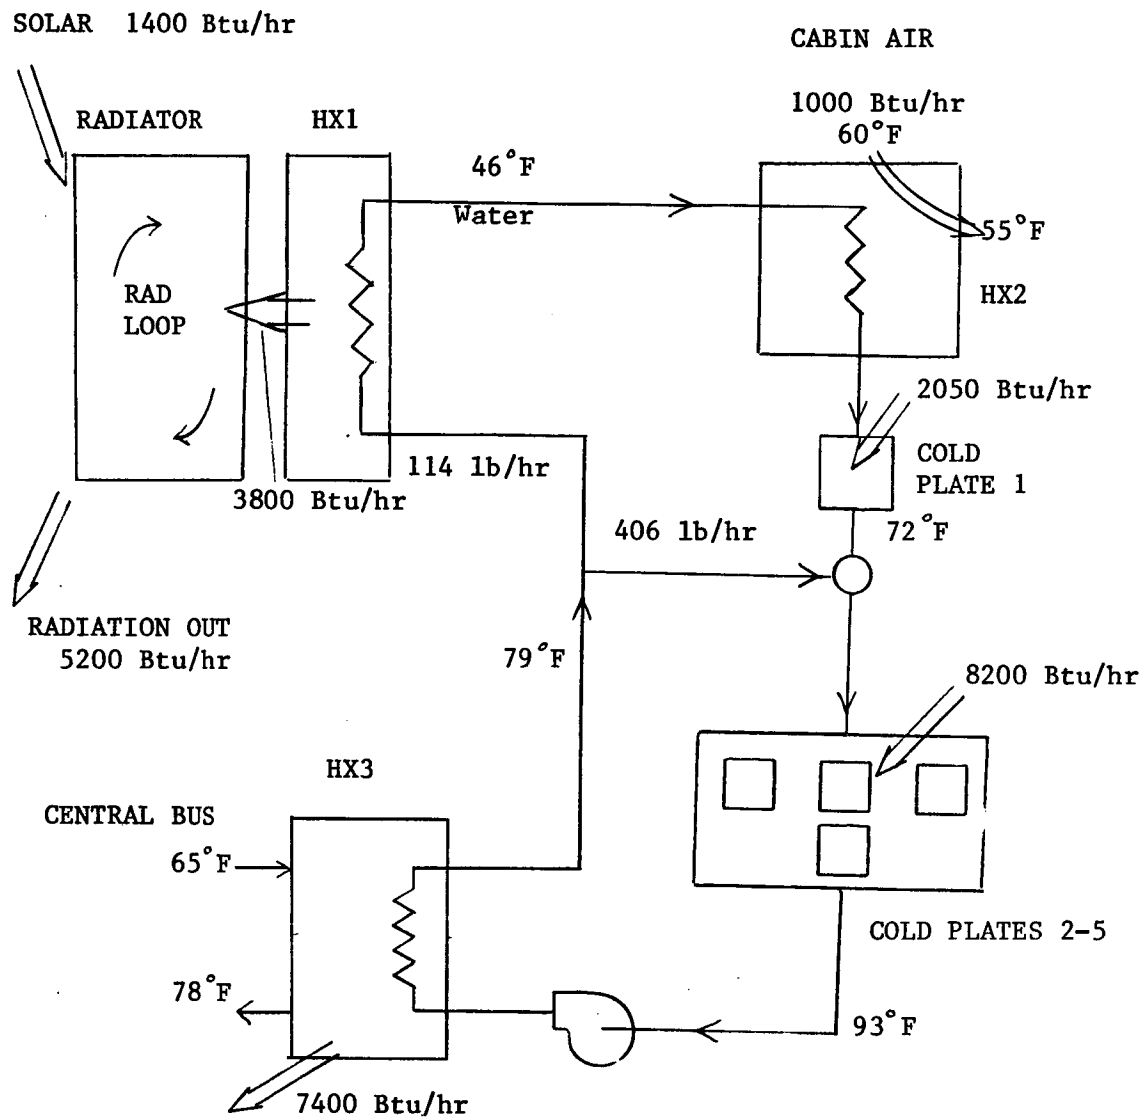 SOLAR 1400 Btu/hr
CABIN AIR
1000 Btu/hr
60°F
RADIATOR
HX1
46°F
Water
55°F
HX2
RAD
LOOP
2050 Btu/hr
COLD
PLATE 1
114 lb/hr
3800 Btu/hr
406 lb/hr
72°F
RADIATION OUT
5200 Btu/hr
79°F
8200 Btu/hr
HX3
CENTRAL BUS
65°F
COLD PLATES 2-5
78°F
93°F
7400 Btu/hr